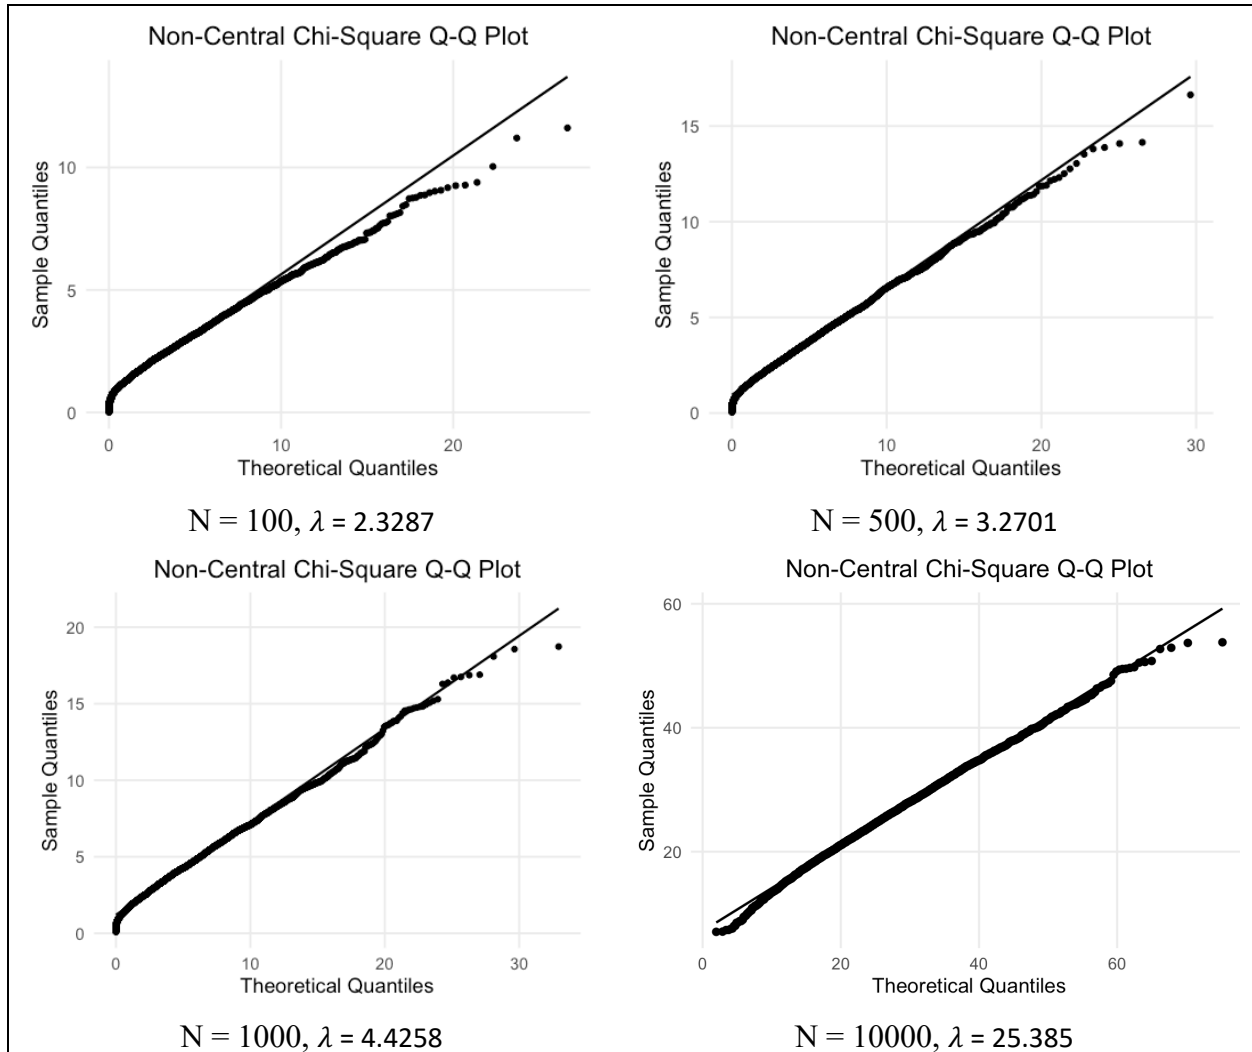 Non-Central Chi-Square Q-Q Plot
Sample Quantiles
10
5
0
0 10 20
Theoretical Quantiles
N = 100, λ = 2.3287
Non-Central Chi-Square Q-Q Plot
Sample Quantiles
15
10
5
0
0 10 20 30
Theoretical Quantiles
N = 500, λ = 3.2701
Non-Central Chi-Square Q-Q Plot
Sample Quantiles
20
15
10
5
0
0 10 20 30
Theoretical Quantiles
N = 1000, λ = 4.4258
Non-Central Chi-Square Q-Q Plot
Sample Quantiles
60
40
20
0 20 40 60
Theoretical Quantiles
N = 10000, λ = 25.385